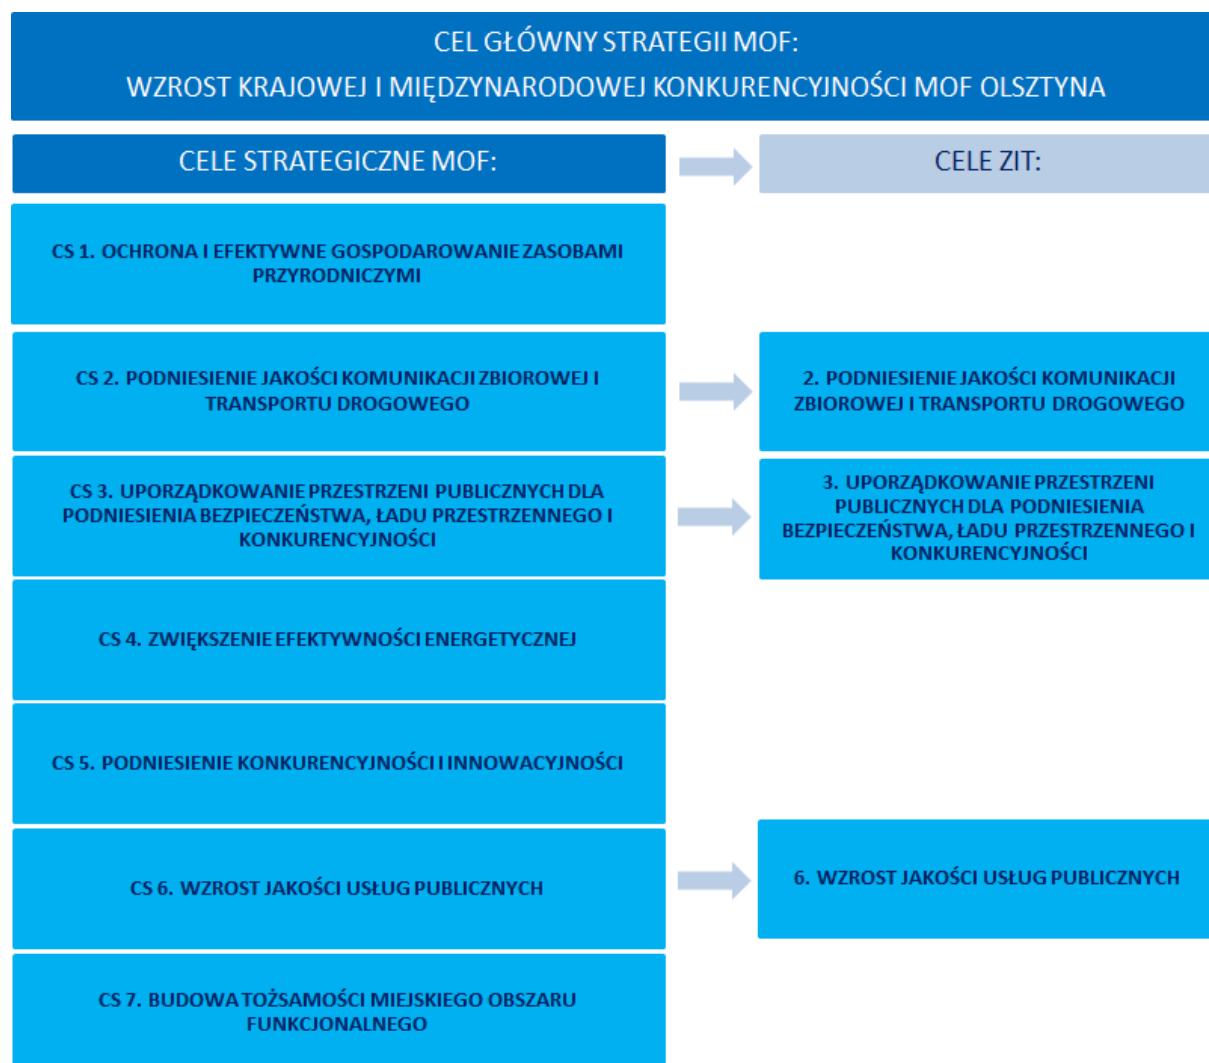 CEL GŁÓWNY STRATEGII MOF:
WZROST KRAJOWEJ I MIĘDZYNARODOWEJ KONKURENCYJNOŚCI MOF OLSZTYNA
CELE STRATEGICZNE MOF:
CELE ZIT:
CS 1. OCHRONA I EFEKTYWNE GOSPODAROWANIE ZASOBAMI
PRZYRODNICZYMI
CS 2. PODNIESIENIE JAKOŚCI KOMUNIKACJI ZBIOROWEJ I
TRANSPORTU DROGOWEGO
2. PODNIESIENIE JAKOŚCI KOMUNIKACJI
ZBIOROWEJ I TRANSPORTU DROGOWEGO
CS 3. UPORZĄDKOWANIE PRZESTRZENI PUBLICZNYCH DLA
PODNIESIENIA BEZPIECZEŃSTWA, ŁADU PRZESTRZENNEGO I
KONKURENCYJNOŚCI
3. UPORZĄDKOWANIE PRZESTRZENI
PUBLICZNYCH DLA PODNIESIENIA
BEZPIECZEŃSTWA, ŁADU PRZESTRZENNEGO I
KONKURENCYJNOŚCI
CS 4. ZWIĘKSZENIE EFEKTYWNOŚCI ENERGETYCZNEJ
CS 5. PODNIESIENIE KONKURENCYJNOŚCI I INNOWACYJNOŚCI
CS 6. WZROST JAKOŚCI USŁUG PUBLICZNYCH
6. WZROST JAKOŚCI USŁUG PUBLICZNYCH
CS 7. BUDOWA TOŻSAMOŚCI MIEJSKIEGO OBSZARU
FUNKCJONALNEGO